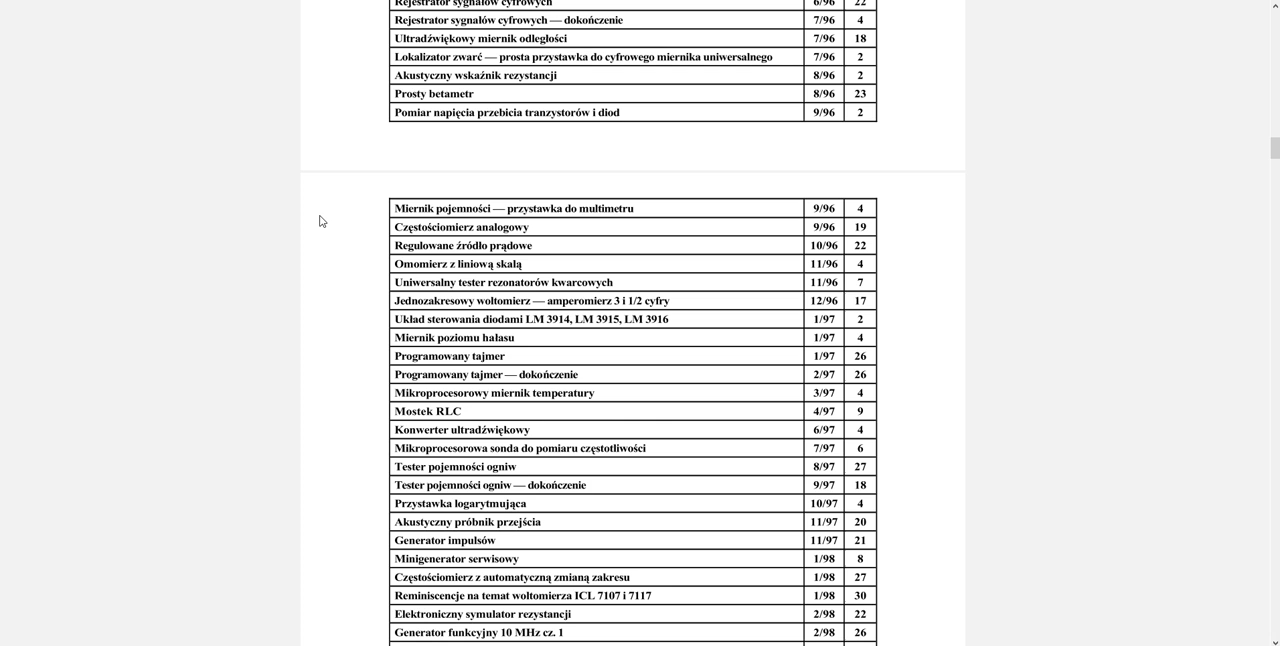 Rejestrator sygnałów cyfrowych 6/96 22
Rejestrator sygnałów cyfrowych — dokończenie 7/96 4
Ultradźwiękowy miernik odległości 7/96 18
Lokalizator zwarć — prosta przystawka do cyfrowego miernika uniwersalnego 7/96 2
Akustyczny wskaźnik rezystancji 8/96 2
Prosty betametr 8/96 23
Pomiar napięcia przebicia tranzystorów i diod 9/96 2
Miernik pojemności — przystawka do multimetru 9/96 4
Częstościomierz analogowy 9/96 19
Regulowane źródło prądowe 10/96 22
Omomierz z liniową skalą 11/96 4
Uniwersalny tester rezonatorów kwarcowych 11/96 7
Jednozakresowy woltomierz — amperomierz 3 i 1/2 cyfry 12/96 17
Układ sterowania diodami LM 3914, LM 3915, LM 3916 1/97 2
Miernik poziomu hałasu 1/97 4
Programowany tajmer 1/97 26
Programowany tajmer — dokończenie 2/97 26
Mikroprocesorowy miernik temperatury 3/97 4
Mostek RLC 4/97 9
Konwerter ultradźwiękowy 6/97 4
Mikroprocesorowa sonda do pomiaru częstotliwości 7/97 6
Tester pojemności ogniw 8/97 27
Tester pojemności ogniw — dokończenie 9/97 18
Przystawka logarytmująca 10/97 4
Akustyczny próbnik przejścia 11/97 20
Generator impulsów 11/97 21
Minigenerator serwisowy 1/98 8
Częstościomierz z automatyczną zmianą zakresu 1/98 27
Reminiscencje na temat woltomierza ICL 7107 i 7117 1/98 30
Elektroniczny symulator rezystancji 2/98 22
Generator funkcyjny 10 MHz cz. 1 2/98 26